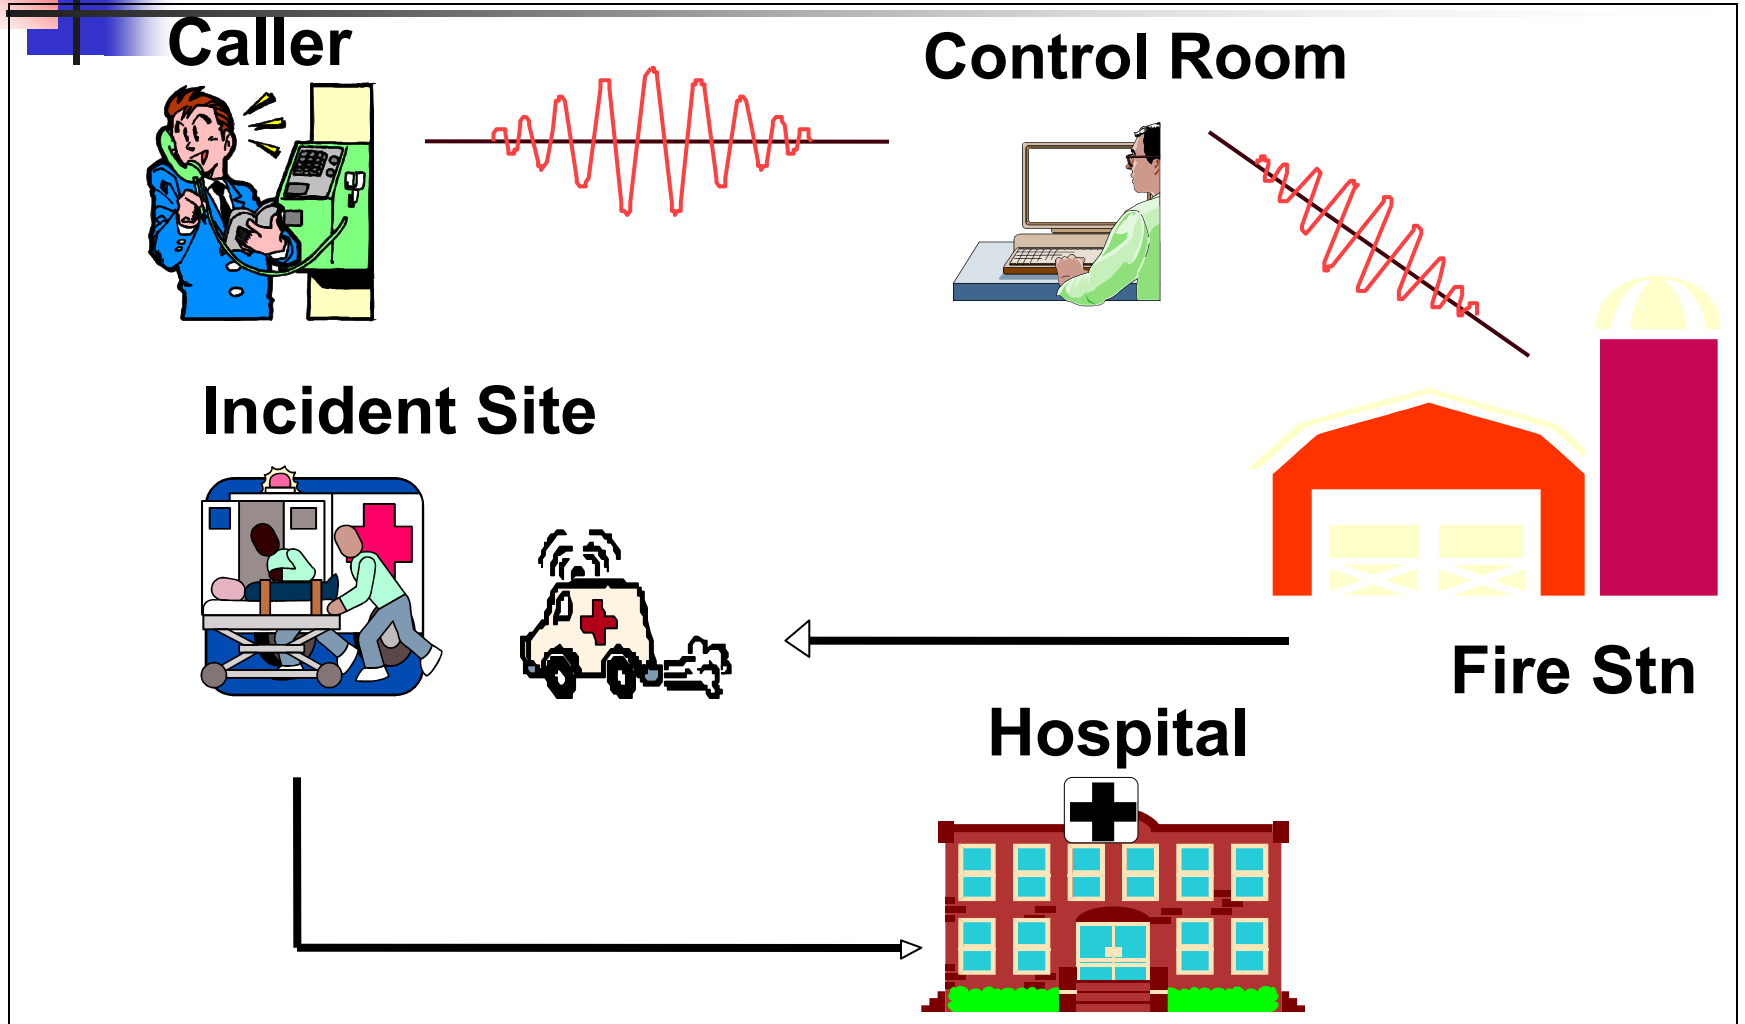 Caller
Control Room
Incident Site
Fire Stn
Hospital